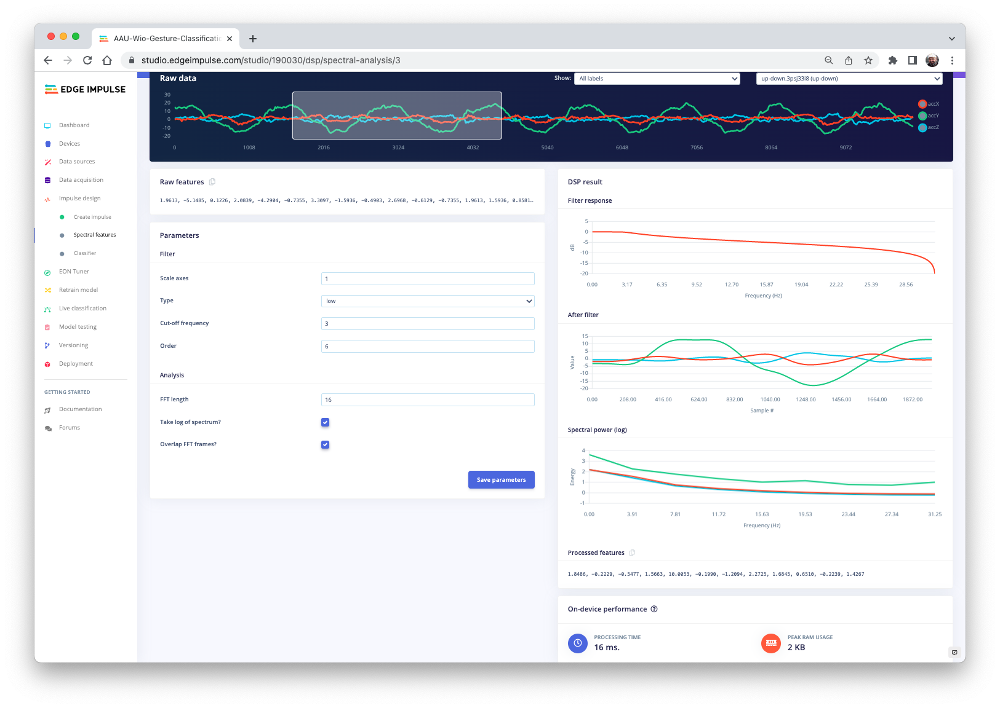 AAU-Wio-Gesture-Classificatio
studio.edgeimpulse.com/studio/190030/dsp/spectral-analysis/3
EDGE IMPULSE
Dashboard
Devices
Data sources
Data acquisition
Impulse design
Create impulse
Spectral features
Classifier
EON Tuner
Retrain model
Live classification
Model testing
Versioning
Deployment
GETTING STARTED
Documentation
Forums
Raw data
Show:
All labels
up-down.3psj33i8 (up-down)
30
20
10
0
-10
-20
0 1008 2016 3024 4032 5040 6048 7056 8064 9072
accX
accY
accZ
Raw features
1.9613, -5.1485, 0.1226, 2.0839, -4.2904, -0.7355, 3.3097, -1.5936, -0.4903, 2.6968, -0.6129, -0.7355, 1.9613, 1.5936, 0.8581…
Parameters
Filter
Scale axes 1
Type low
Cut-off frequency 3
Order 6
Analysis
FFT length 16
Take log of spectrum?
Overlap FFT frames?
Save parameters
DSP result
Filter response
5
0
-5
-10
-15
-20
dB
0.00 3.17 6.35 9.52 12.70 15.87 19.04 22.22 25.39 28.56
Frequency (Hz)
After filter
15
10
5
0
-5
-10
-15
-20
Value
0.00 208.00 416.00 624.00 832.00 1040.00 1248.00 1456.00 1664.00 1872.00
Sample #
Spectral power (log)
4
3
2
1
0
-1
Energy
0.00 3.91 7.81 11.72 15.63 19.53 23.44 27.34 31.25
Frequency (Hz)
Processed features
1.8486, -0.2229, -0.5477, 1.5663, 10.0053, -0.1990, -1.2094, 2.2725, 1.6845, 0.6510, -0.2239, 1.4267
On-device performance
PROCESSING TIME
16 ms.
PEAK RAM USAGE
2 KB